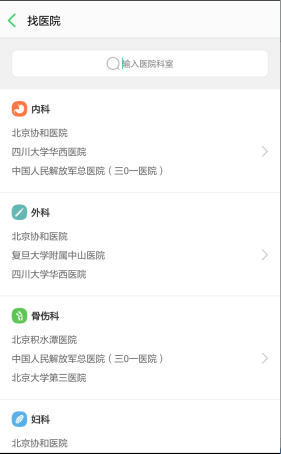 找医院
输入医院科室
内科
北京协和医院
四川大学华西医院
中国人民解放军总医院（三0一医院）
外科
北京协和医院
复旦大学附属中山医院
四川大学华西医院
骨伤科
北京积水潭医院
中国人民解放军总医院（三0一医院）
北京大学第三医院
妇科
北京协和医院